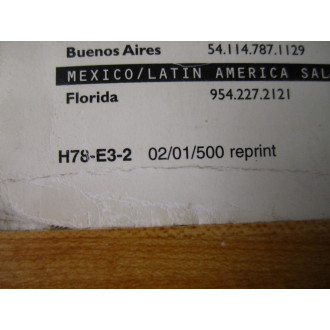 Buenos Aires 54.114.787.1129
MEXICO/LATIN AMERICA SAL
Florida 954.227.2121
H78-E3-2 02/01/500 reprint